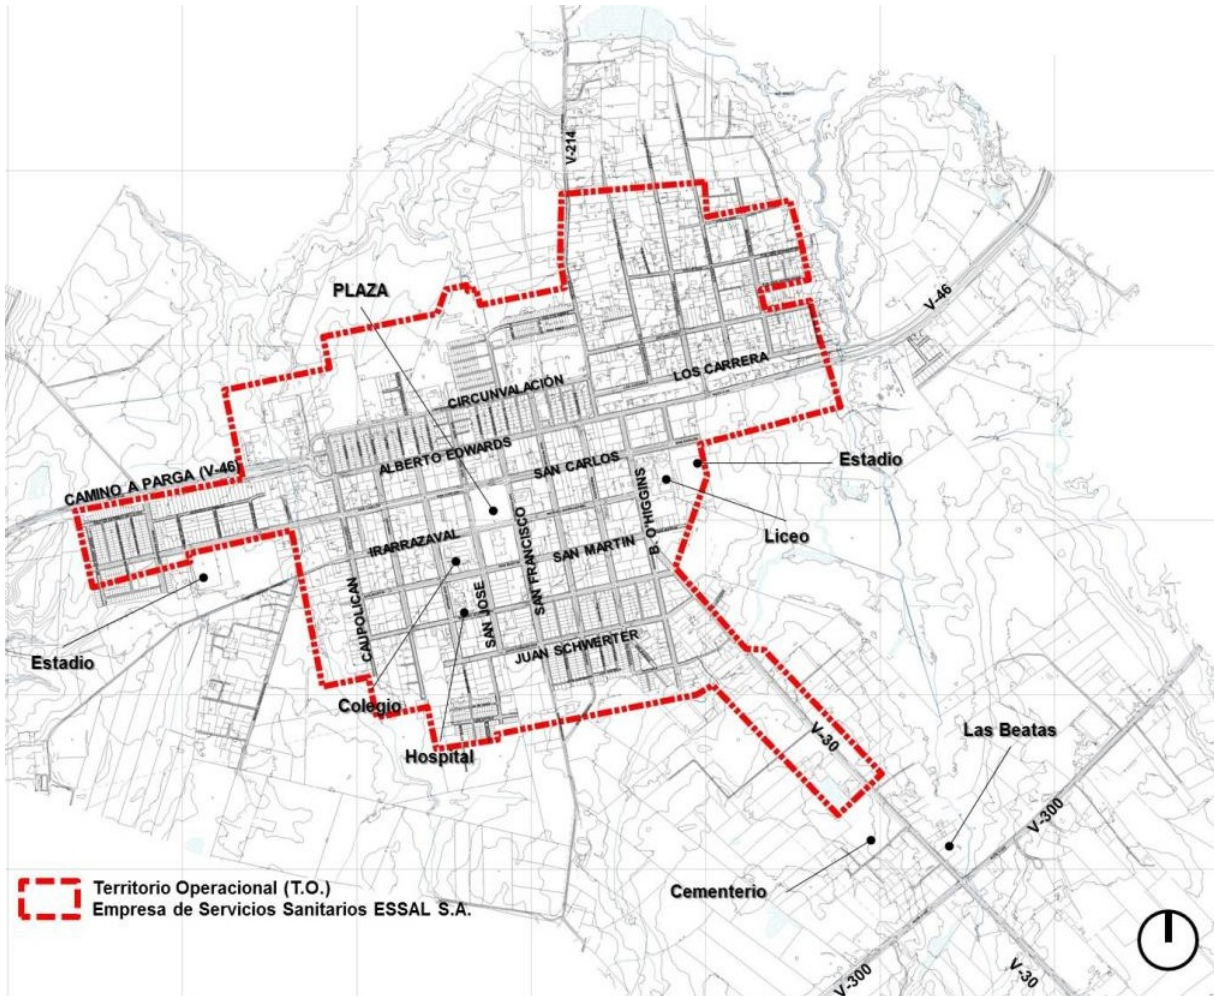 V-214
PLAZA
V-46
LOS CARRERA
CIRCUNVALACIÓN
ALBERTO EDWARDS
SAN CARLOS
Estadio
CAMINO A PARGA (V-46)
B. O'HIGGINS
Liceo
IRARRAZAVAL
SAN FRANCISCO
SAN MARTIN
CAUPOLICAN
SAN JOSE
JUAN SCHWERTER
Estadio
Colegio
Hospital
V-30
Las Beatas
V-300
Cementerio
Territorio Operacional (T.O.)
Empresa de Servicios Sanitarios ESSAL S.A.
V-300
V-30